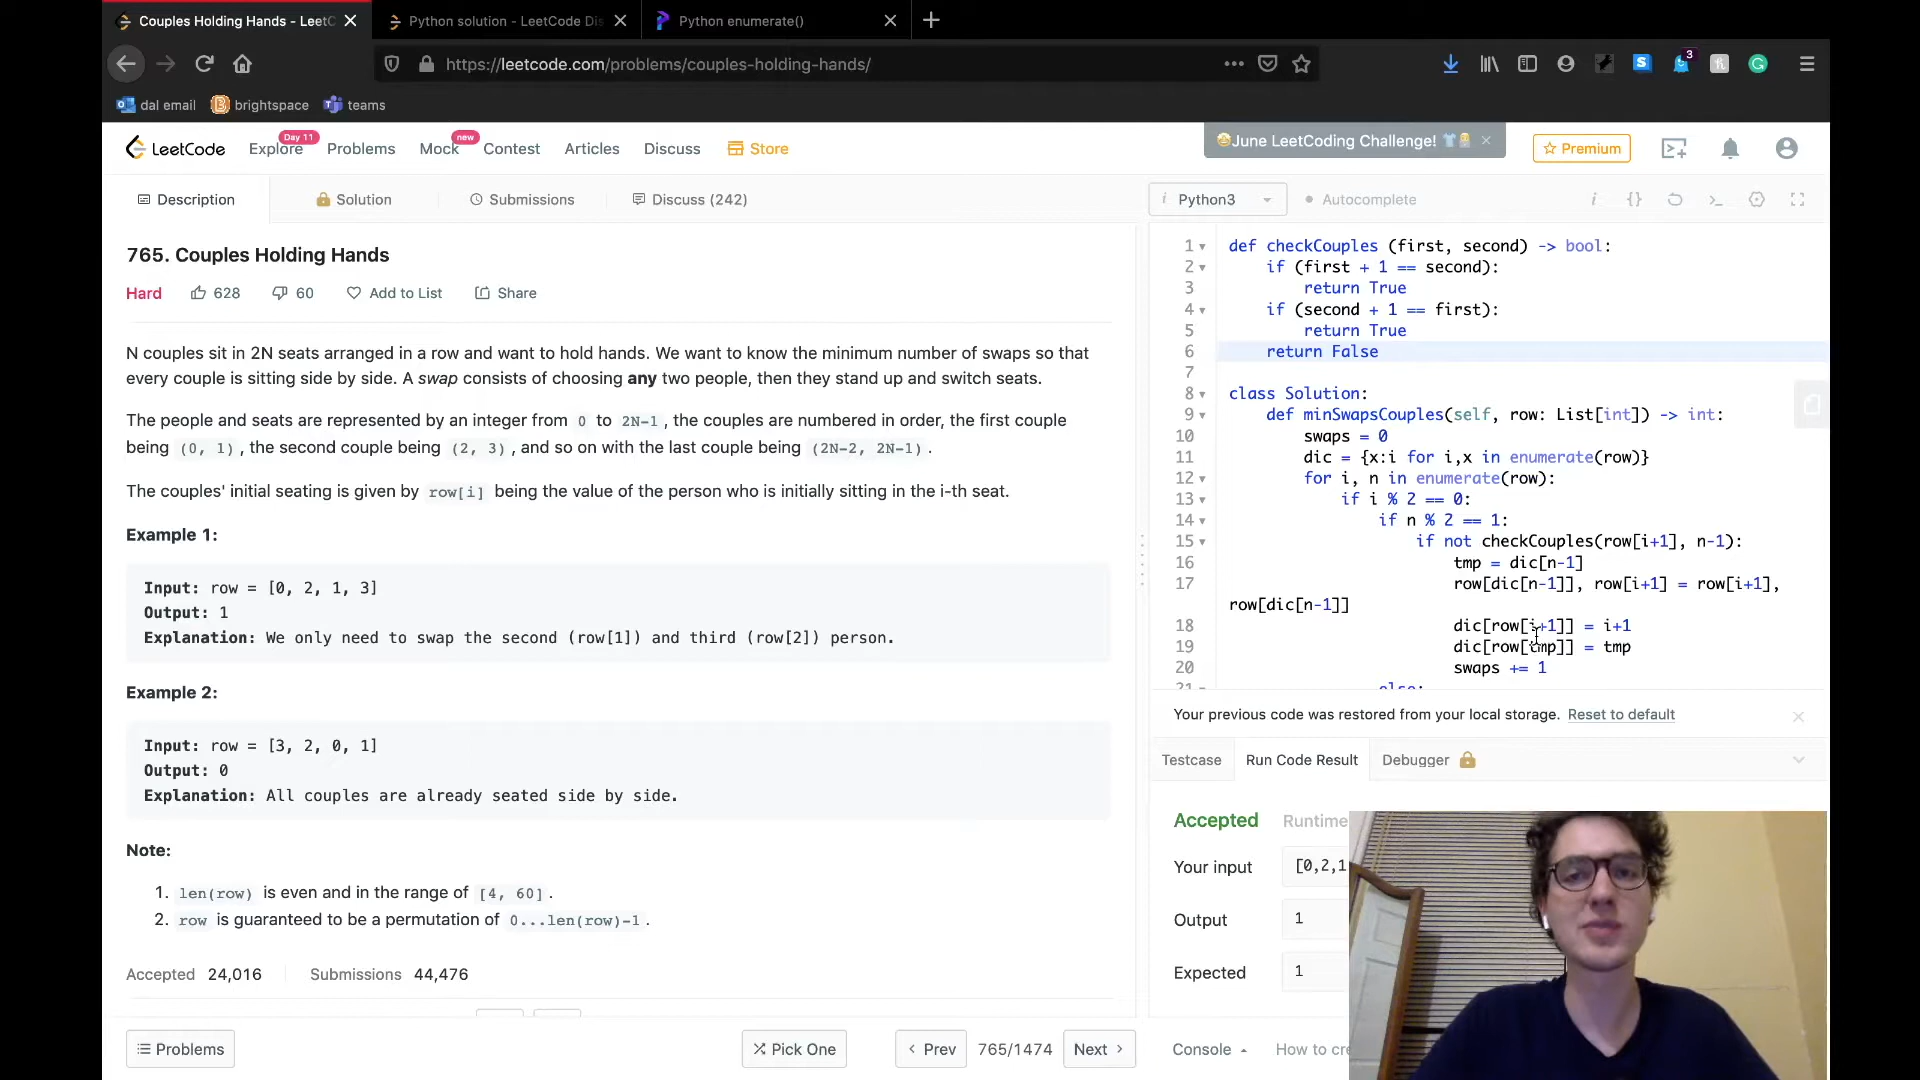 Couples Holding Hands - LeetC
Python solution - LeetCode Dis
Python enumerate()
https://leetcode.com/problems/couples-holding-hands/
3
dal email
brightspace
teams
LeetCode
Explore
Day 11
Problems
Mock
new
Contest
Articles
Discuss
Store
June LeetCoding Challenge!
Premium
Description
Solution
Submissions
Discuss (242)
i Python3
Autocomplete
765. Couples Holding Hands
Hard
628
60
Add to List
Share
N couples sit in 2N seats arranged in a row and want to hold hands. We want to know the minimum number of swaps so that
every couple is sitting side by side. A swap consists of choosing any two people, then they stand up and switch seats.
The people and seats are represented by an integer from 0 to 2N-1, the couples are numbered in order, the first couple
being (0, 1), the second couple being (2, 3), and so on with the last couple being (2N-2, 2N-1).
The couples' initial seating is given by row[i] being the value of the person who is initially sitting in the i-th seat.
Example 1:
Input: row = [0, 2, 1, 3]
Output: 1
Explanation: We only need to swap the second (row[1]) and third (row[2]) person.
Example 2:
Input: row = [3, 2, 0, 1]
Output: 0
Explanation: All couples are already seated side by side.
Note:
1. len(row) is even and in the range of [4, 60].
2. row is guaranteed to be a permutation of 0...len(row)-1.
Accepted 24,016
Submissions 44,476
Problems
Pick One
< Prev
765/1474
Next >
1 def checkCouples (first, second) -> bool:
2 if (first + 1 == second):
3 return True
4 if (second + 1 == first):
5 return True
6 return False
7
8 class Solution:
9 def minSwapsCouples(self, row: List[int]) -> int:
10 swaps = 0
11 dic = {x:i for i,x in enumerate(row)}
12 for i, n in enumerate(row):
13 if i % 2 == 0:
14 if n % 2 == 1:
15 if not checkCouples(row[i+1], n-1):
16 tmp = dic[n-1]
17 row[dic[n-1]], row[i+1] = row[i+1],
row[dic[n-1]]
18 dic[row[i+1]] = i+1
19 dic[row[tmp]] = tmp
20 swaps += 1
21 else:
Your previous code was restored from your local storage. Reset to default
Testcase
Run Code Result
Debugger
Accepted
Runtime
Your input
[0,2,1
Output
1
Expected
1
Console
How to cre